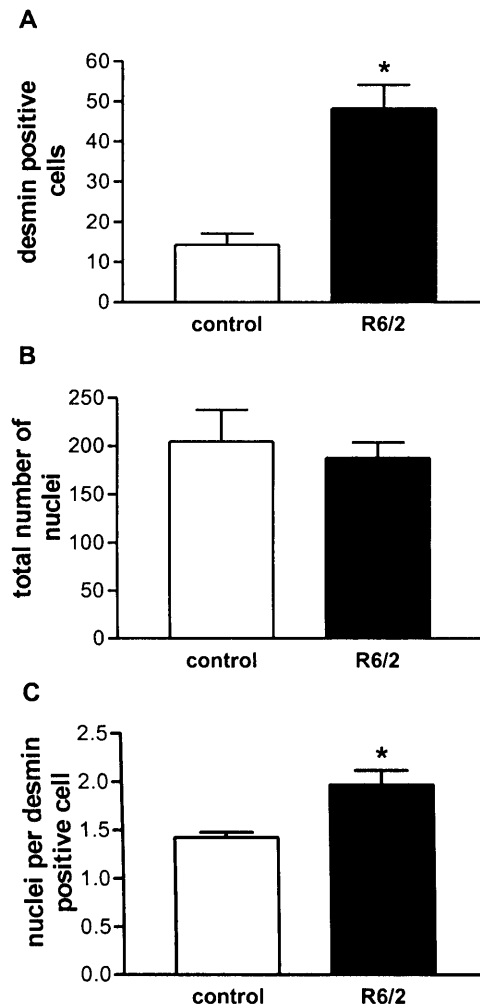 A
desmin positive
cells
60
50
40
30
20
10
0
*
control R6/2
B
total number of
nuclei
250
200
150
100
50
0
control R6/2
C
nuclei per desmin
positive cell
2.5
2.0
1.5
1.0
0.5
0.0
*
control R6/2